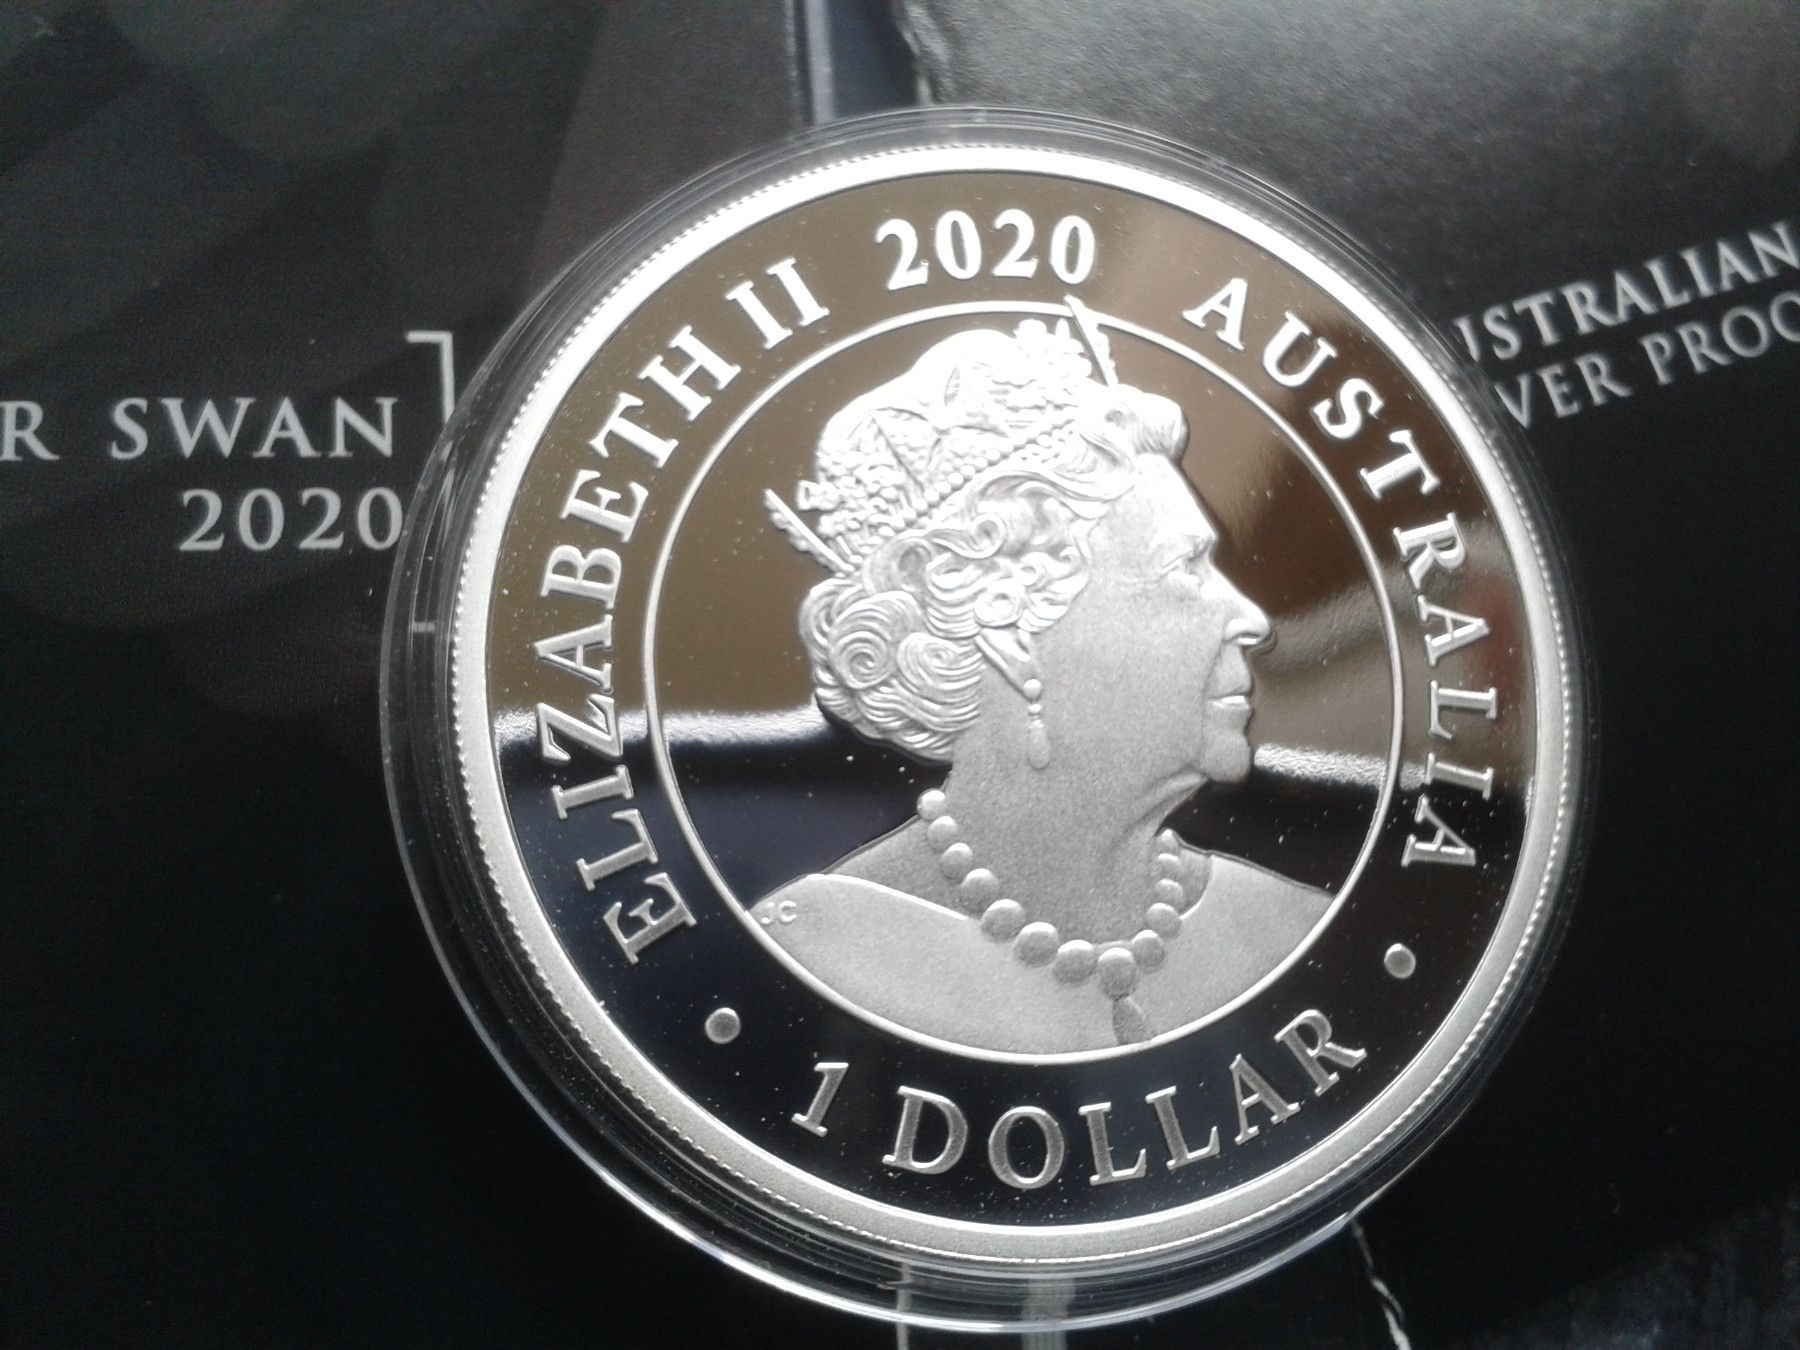 R SWAN
2020
ELIZABETH II 2020 AUSTRALIA
JC
• 1 DOLLAR •
USTRALIAN
VER PROO